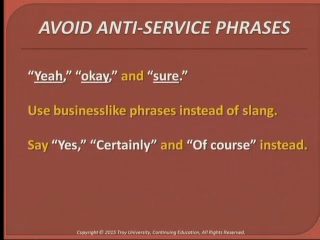 AVOID ANTI-SERVICE PHRASES
“Yeah,” “okay,” and “sure.”
Use businesslike phrases instead of slang.
Say “Yes,” “Certainly” and “Of course” instead.
Copyright © 2015 Troy University, Continuing Education, All Rights Reserved.